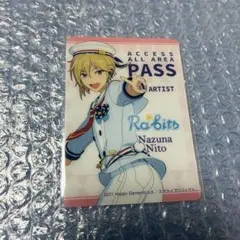 ACCESS
ALL AREA
PASS
ARTIST
Ra*bits
Nazuna
Nito